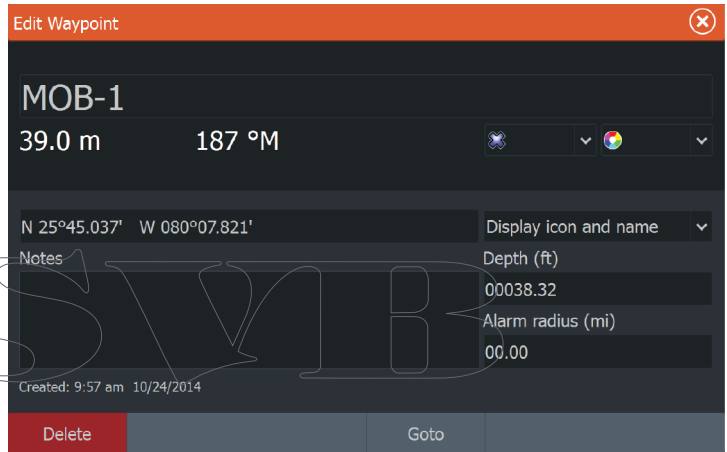 Edit Waypoint
MOB-1
39.0 m 187 °M
N 25°45.037' W 080°07.821' Display icon and name
Notes Depth (ft)
00038.32
Alarm radius (mi)
00.00
Created: 9:57 am 10/24/2014
Delete Goto
SYB